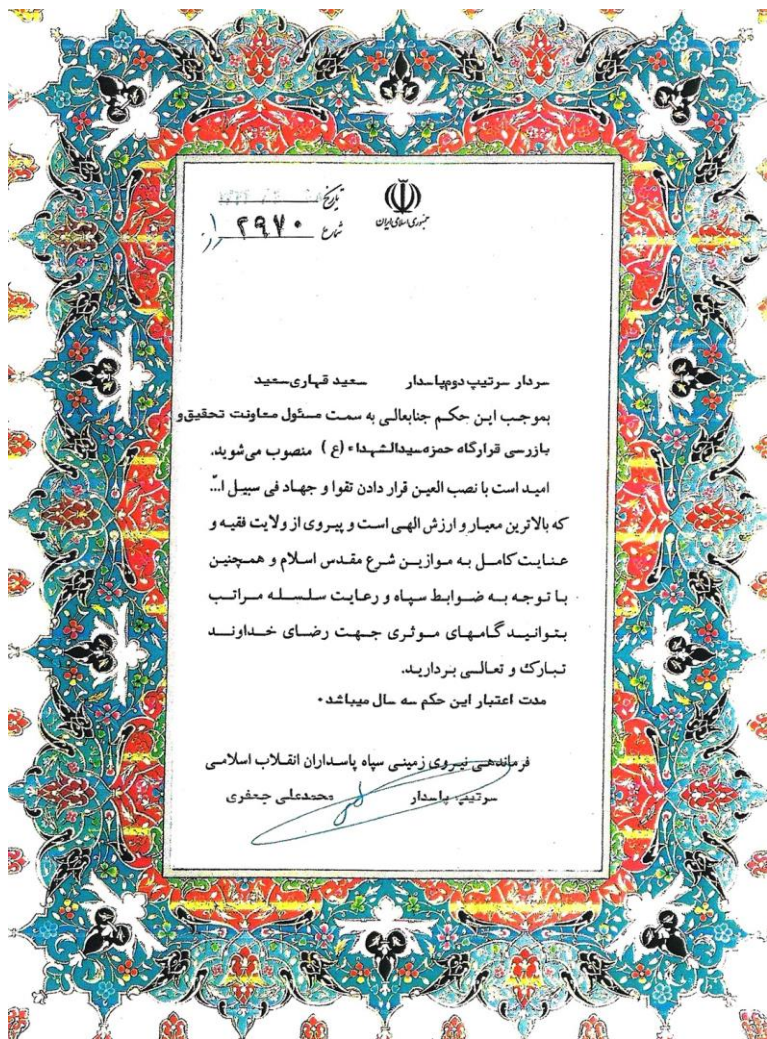 جمهوری اسلامی ایران
تاریخ
شماره ۲۹۷۰
سردار سرتیپ دوم پاسدار سعید قهاری سعید
بموجب این حکم جنابعالی به سمت مسئول معاونت تحقیق و
بازرسی قرارگاه حمزه سیدالشهداء (ع) منصوب می‌شوید.
امید است با نصب العین قرار دادن تقوا و جهاد فی سبیل ا...
که بالاترین معیار و ارزش الهی است و پیروی از ولایت فقیه و
عنایت کامل به موازین شرع مقدس اسلام و همچنین
با توجه به ضوابط سپاه و رعایت سلسله مراتب
بتوانید گامهای موثری جهت رضای خداوند
تبارک و تعالی بردارید.
مدت اعتبار این حکم سه سال میباشد.
فرماندهی نیروی زمینی سپاه پاسداران انقلاب اسلامی
سرتیپ پاسدار محمدعلی جعفری